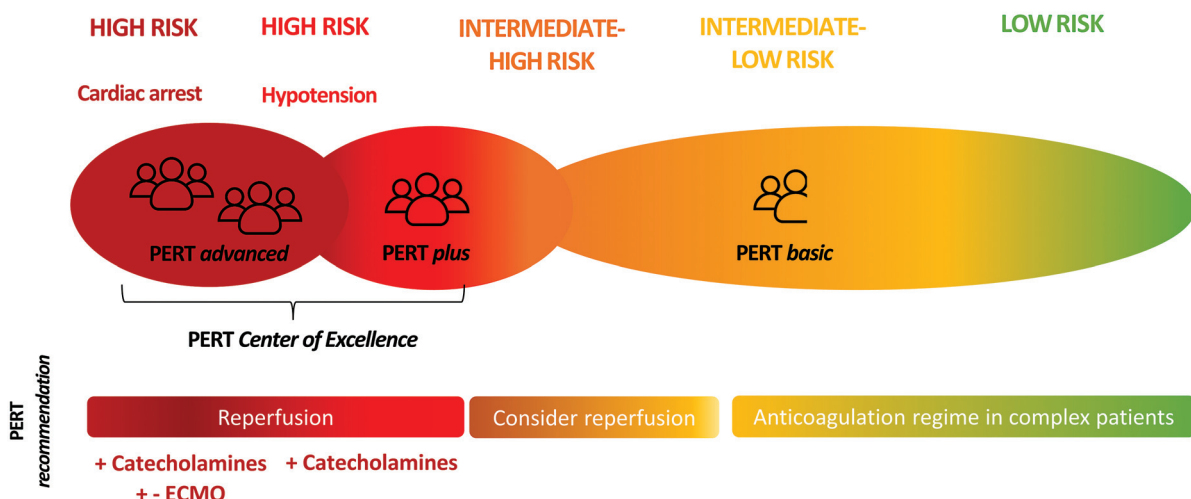 HIGH RISK
HIGH RISK
INTERMEDIATE-
HIGH RISK
INTERMEDIATE-
LOW RISK
LOW RISK
Cardiac arrest
Hypotension
PERT advanced
PERT plus
PERT basic
PERT Center of Excellence
PERT
recommendation
Reperfusion
Consider reperfusion
Anticoagulation regime in complex patients
+ Catecholamines
+ - ECMO
+ Catecholamines